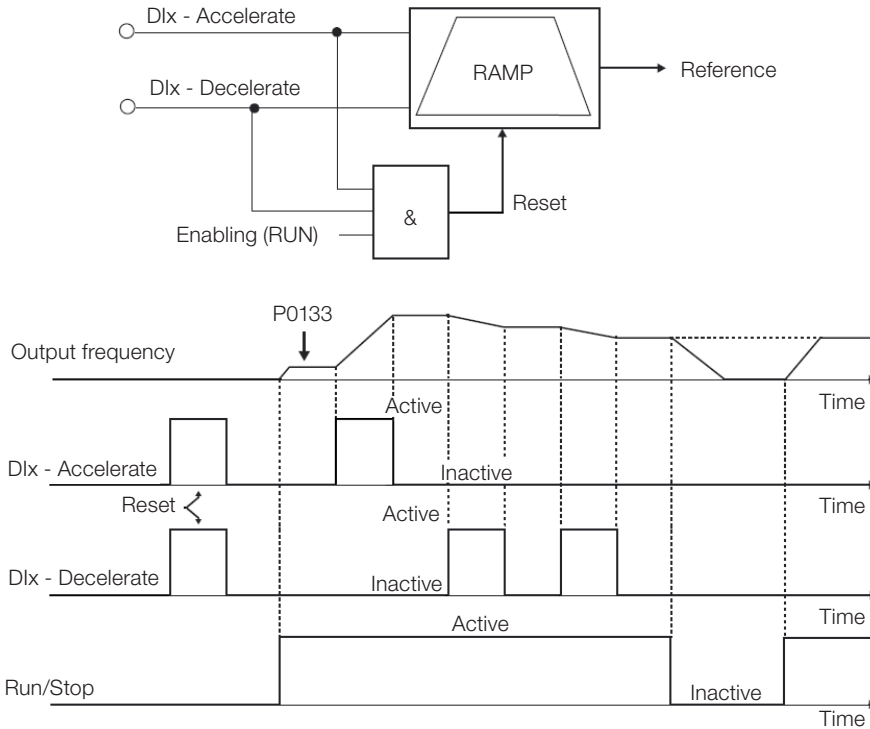 DIx - Accelerate
DIx - Decelerate
RAMP
Reference
Reset
&
Enabling (RUN)
P0133
Output frequency
Time
Active
DIx - Accelerate
Inactive
Time
Reset
Active
DIx - Decelerate
Inactive
Time
Active
Run/Stop
Inactive
Time